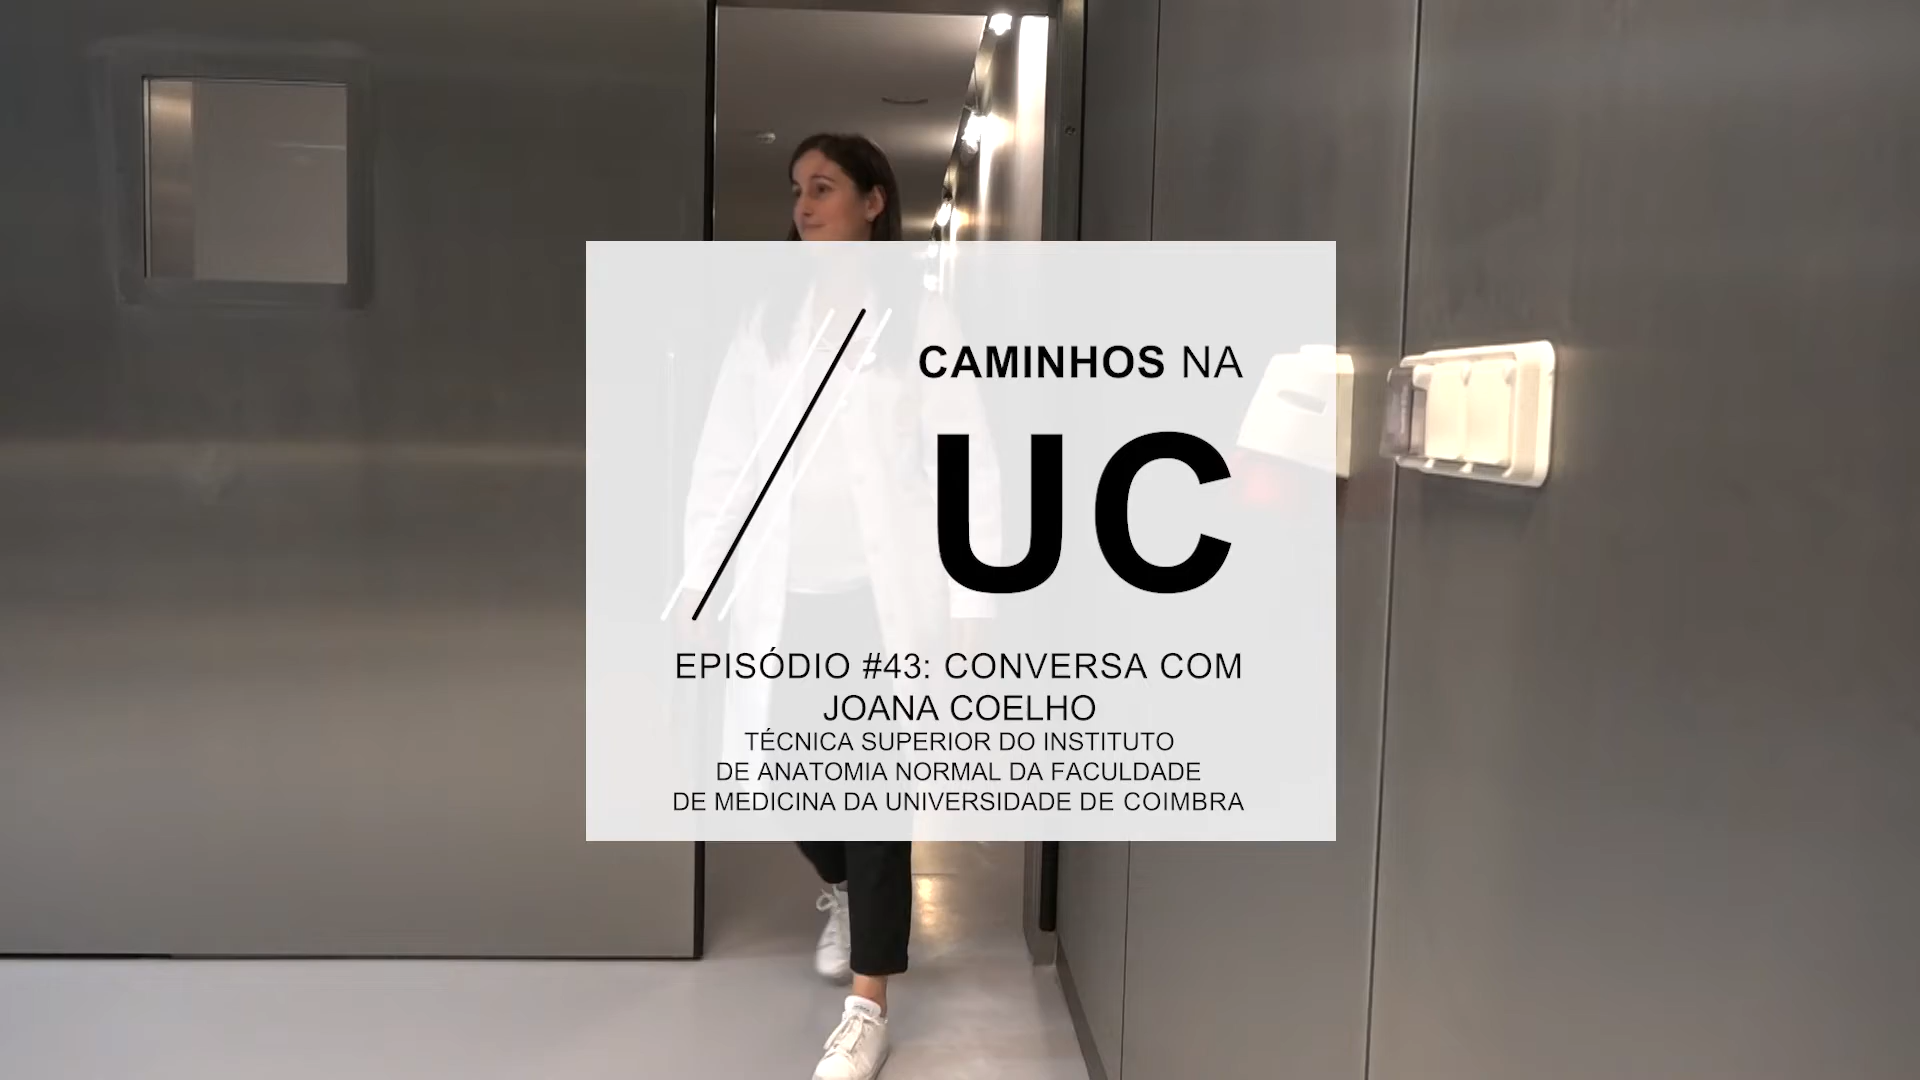 CAMINHOS NA
UC
EPISÓDIO #43: CONVERSA COM
JOANA COELHO
TÉCNICA SUPERIOR DO INSTITUTO
DE ANATOMIA NORMAL DA FACULDADE
DE MEDICINA DA UNIVERSIDADE DE COIMBRA